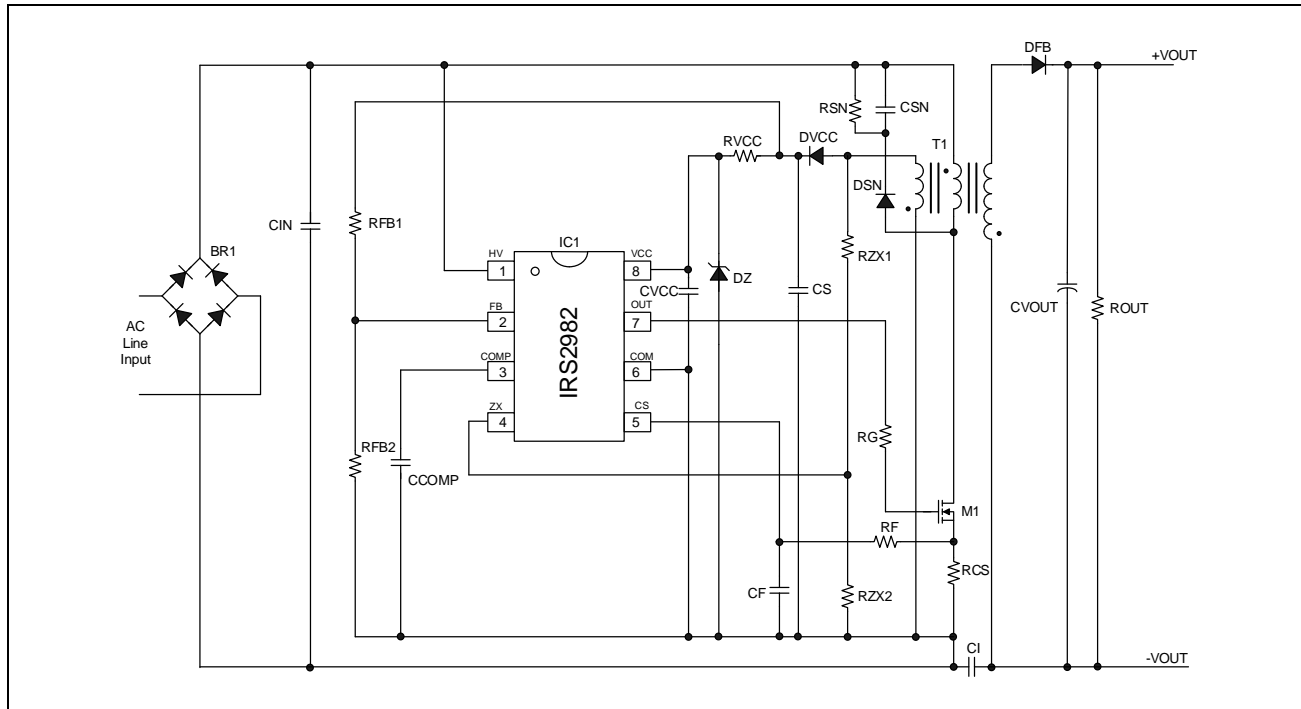 DFB
+VOUT
RSN
CSN
RVCC
DVCC
T1
DSN
CIN
RFB1
BR1
IC1
HV
VCC
1
8
RZX1
DZ
CS
CVCC
FB
OUT
2
7
CVOUT
ROUT
AC
Line
Input
IRS2982
COMP
COM
3
6
ZX
CS
4
5
RG
RFB2
CCOMP
M1
RF
RCS
CF
RZX2
CI
-VOUT